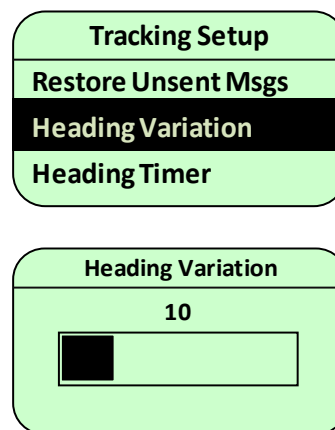 Tracking Setup
Restore Unsent Msgs
Heading Variation
Heading Timer
Heading Variation
10